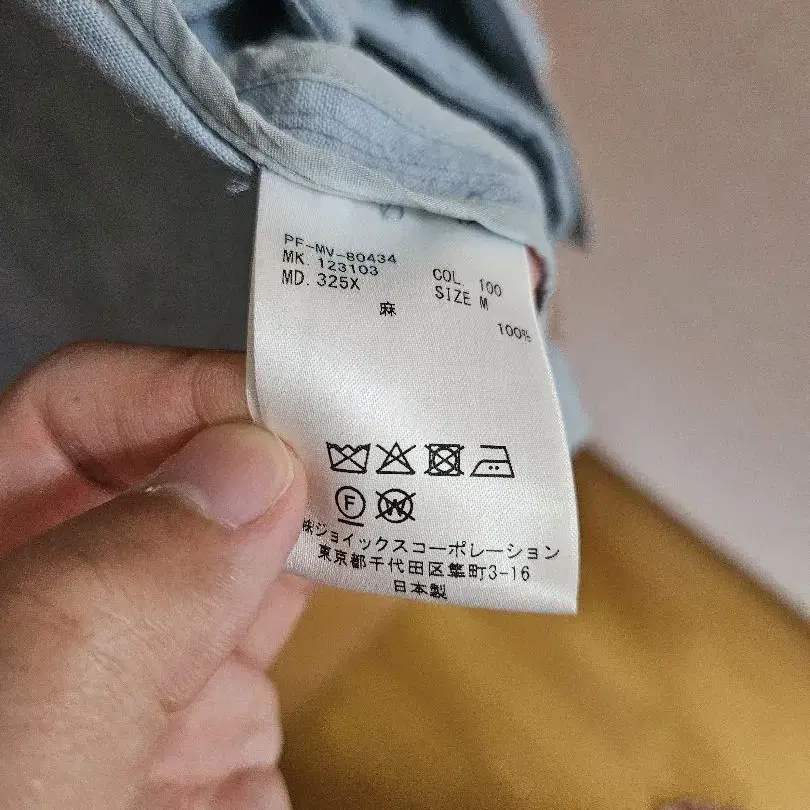 PF-MV-80434
MK. 123103
MD. 325X
COL. 100
SIZE M
麻
100%
F
W
㈱ジョイックスコーポレーション
東京都千代田区隼町3-16
日本製